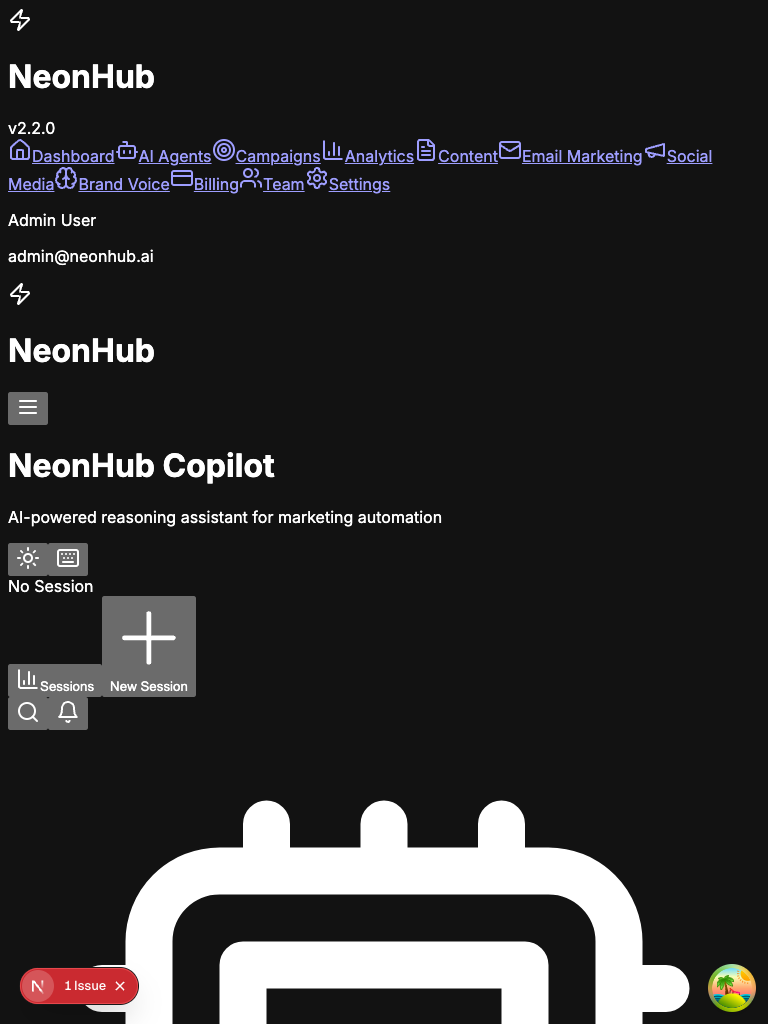 NeonHub
v2.2.0
Dashboard AI Agents Campaigns Analytics Content Email Marketing Social
Media Brand Voice Billing Team Settings
Admin User
admin@neonhub.ai
NeonHub
NeonHub Copilot
AI-powered reasoning assistant for marketing automation
No Session
Sessions New Session
N 1 Issue